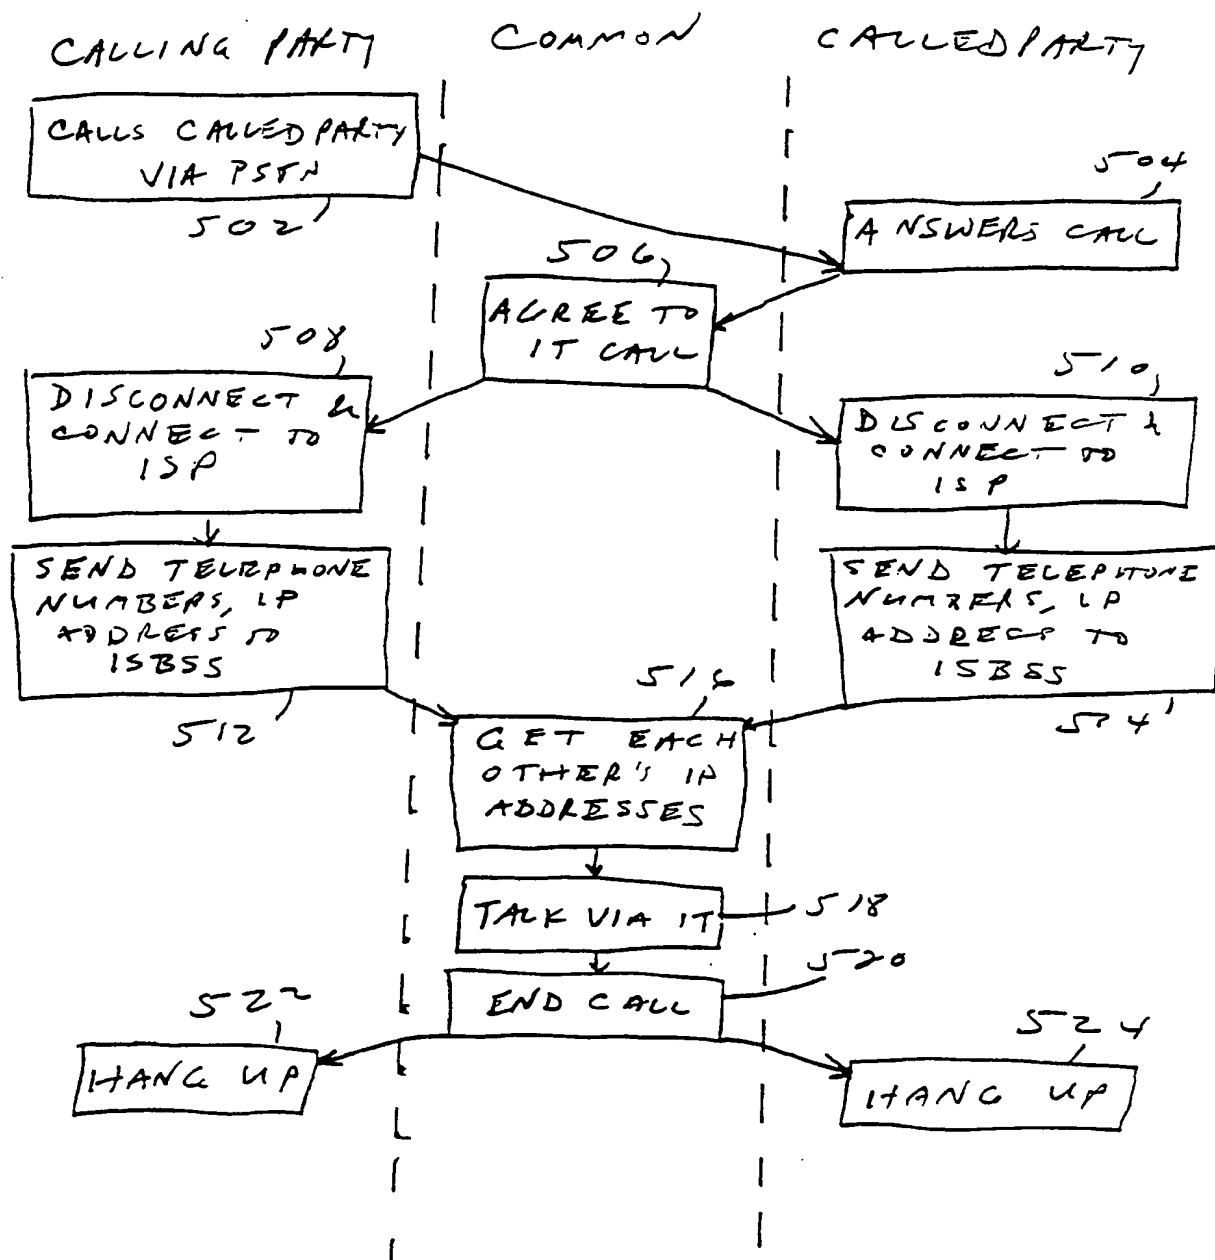 CALLING PARTY
COMMON
CALLED PARTY
CALLS CALLED PARTY
VIA PSTN
502
504
ANSWERS CALL
506
AGREE TO
IT CALL
508
DISCONNECT &
CONNECT TO
ISP
510
DISCONNECT &
CONNECT TO
ISP
SEND TELEPHONE
NUMBERS, IP
ADDRESS TO
ISBSS
512
SEND TELEPHONE
NUMBERS, IP
ADDRESS TO
ISBSS
514
516
GET EACH
OTHER'S IP
ADDRESSES
TALK VIA IT
518
END CALL
520
522
HANG UP
524
HANG UP